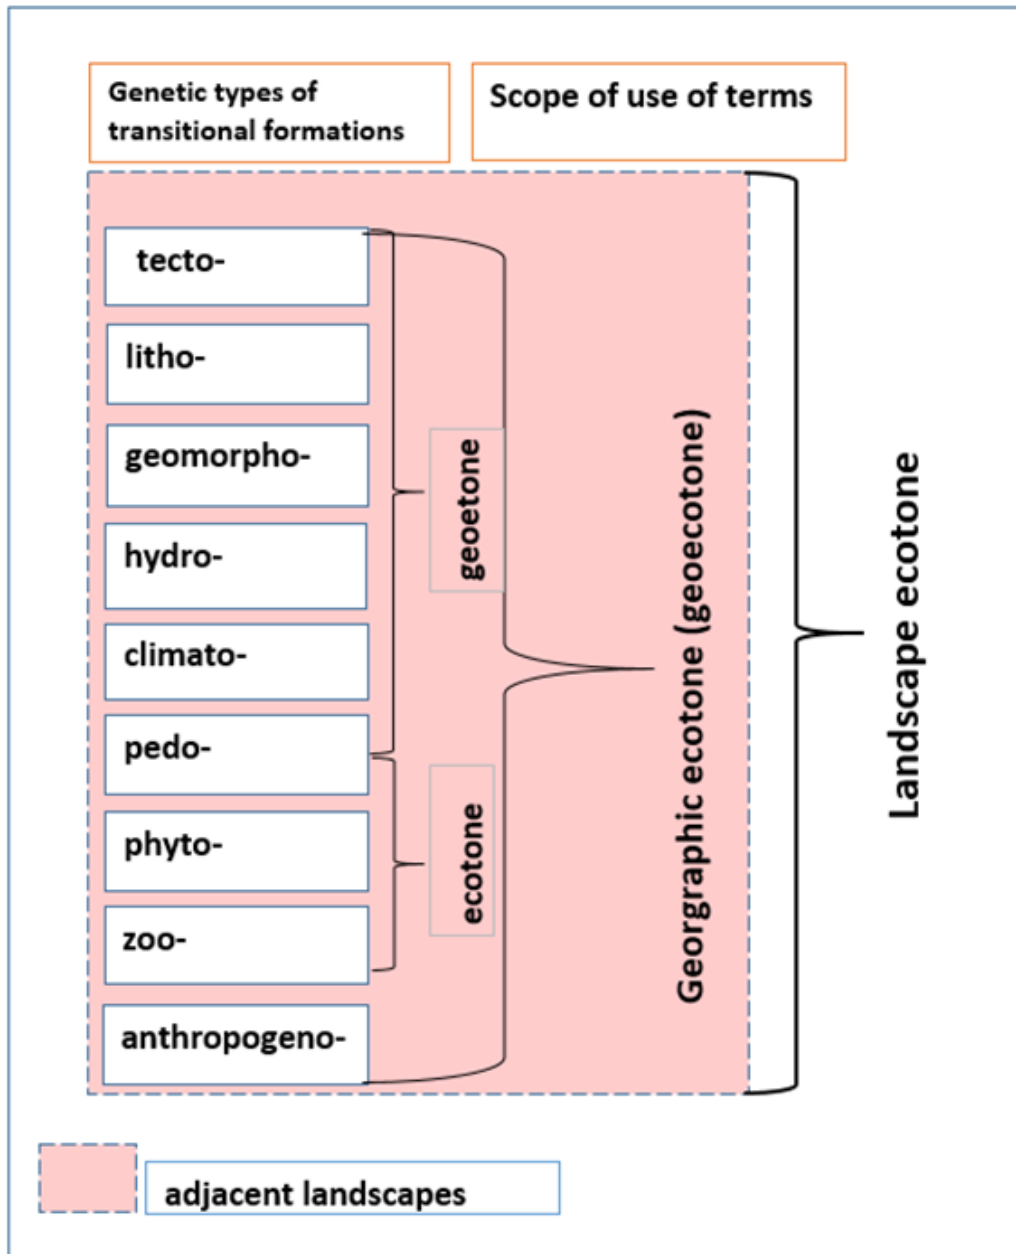 Genetic types of
transitional formations
Scope of use of terms
tecto-
litho-
geomorpho-
hydro-
climato-
pedo-
phyto-
zoo-
anthropogeno-
geoetone
ecotone
Georgraphic ecotone (geoecotone)
Landscape ecotone
adjacent landscapes